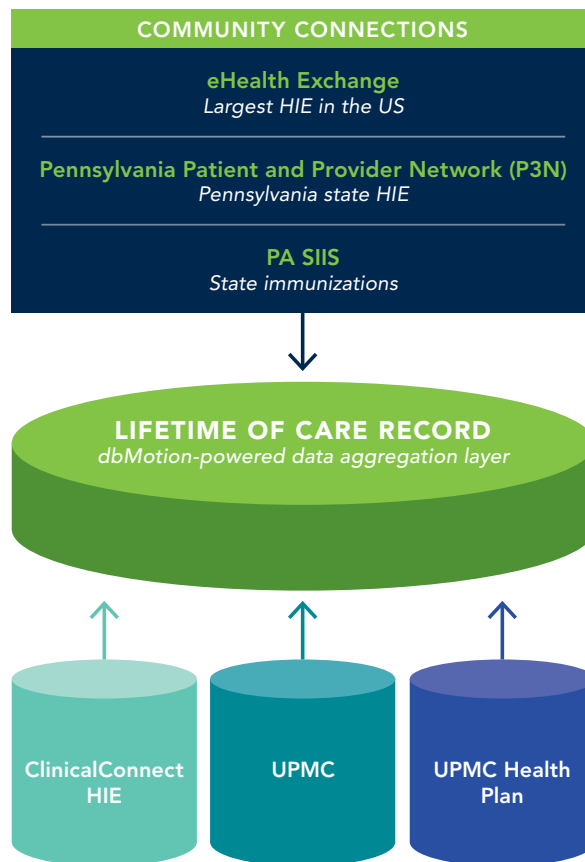 COMMUNITY CONNECTIONS
eHealth Exchange
Largest HIE in the US
Pennsylvania Patient and Provider Network (P3N)
Pennsylvania state HIE
PA SIIS
State immunizations
LIFETIME OF CARE RECORD
dbMotion-powered data aggregation layer
ClinicalConnect
HIE
UPMC
UPMC Health
Plan